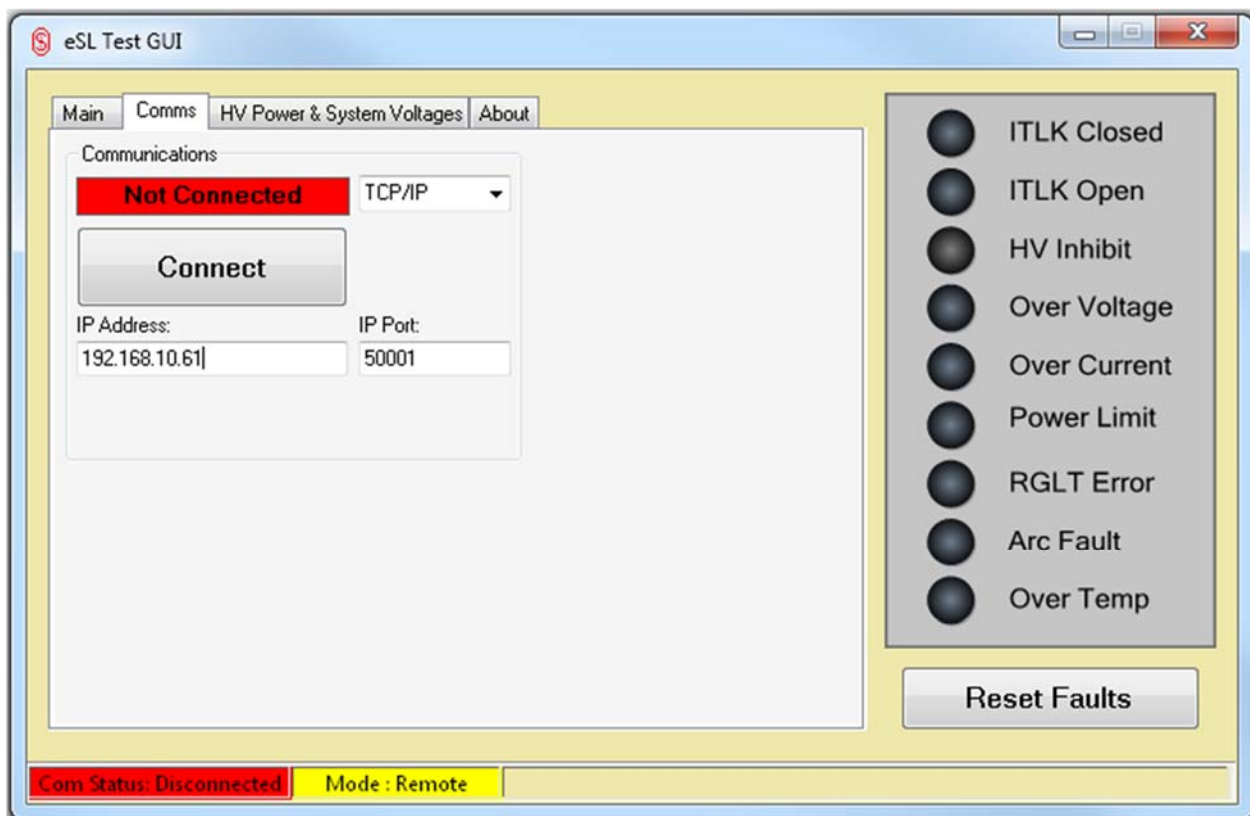 eSL Test GUI
Main Comms HV Power & System Voltages About
Communications
Not Connected TCP/IP
Connect
IP Address: IP Port:
192.168.10.61 50001
ITLK Closed
ITLK Open
HV Inhibit
Over Voltage
Over Current
Power Limit
RGLT Error
Arc Fault
Over Temp
Reset Faults
Com Status: Disconnected Mode : Remote